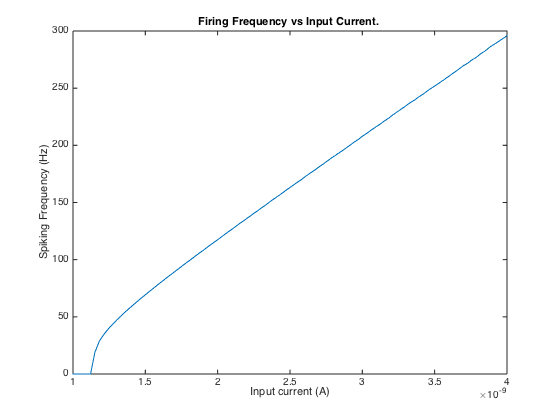 Firing Frequency vs Input Current.
300
250
200
150
100
50
0
Spiking Frequency (Hz)
1 1.5 2 2.5 3 3.5 4
Input current (A)
×10⁻⁹